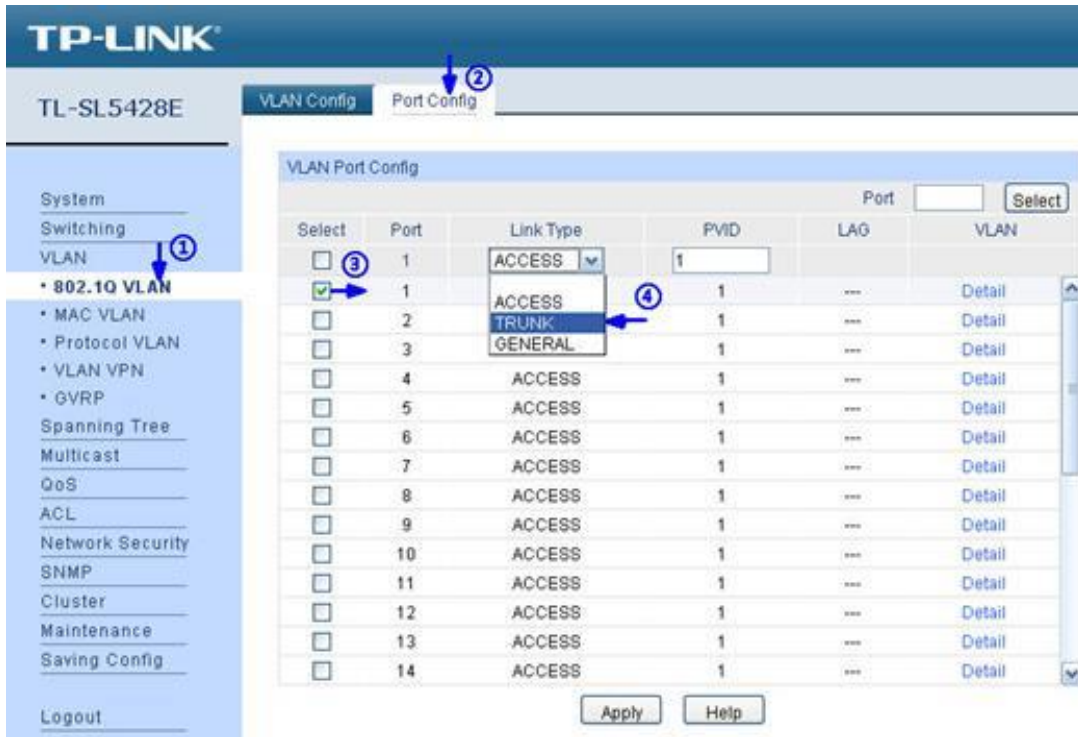 TP-LINK
②
TL-SL5428E
VLAN Config Port Config
VLAN Port Config
Port Select
Select Port Link Type PVID LAG VLAN
③ 1 ACCESS 1
1 1 --- Detail
2 1 --- Detail
3 1 --- Detail
ACCESS
④
TRUNK
GENERAL
4 ACCESS 1 --- Detail
5 ACCESS 1 --- Detail
6 ACCESS 1 --- Detail
7 ACCESS 1 --- Detail
8 ACCESS 1 --- Detail
9 ACCESS 1 --- Detail
10 ACCESS 1 --- Detail
11 ACCESS 1 --- Detail
12 ACCESS 1 --- Detail
13 ACCESS 1 --- Detail
14 ACCESS 1 --- Detail
Apply Help
System
Switching
VLAN ①
• 802.1Q VLAN
• MAC VLAN
• Protocol VLAN
• VLAN VPN
• GVRP
Spanning Tree
Multicast
QoS
ACL
Network Security
SNMP
Cluster
Maintenance
Saving Config
Logout